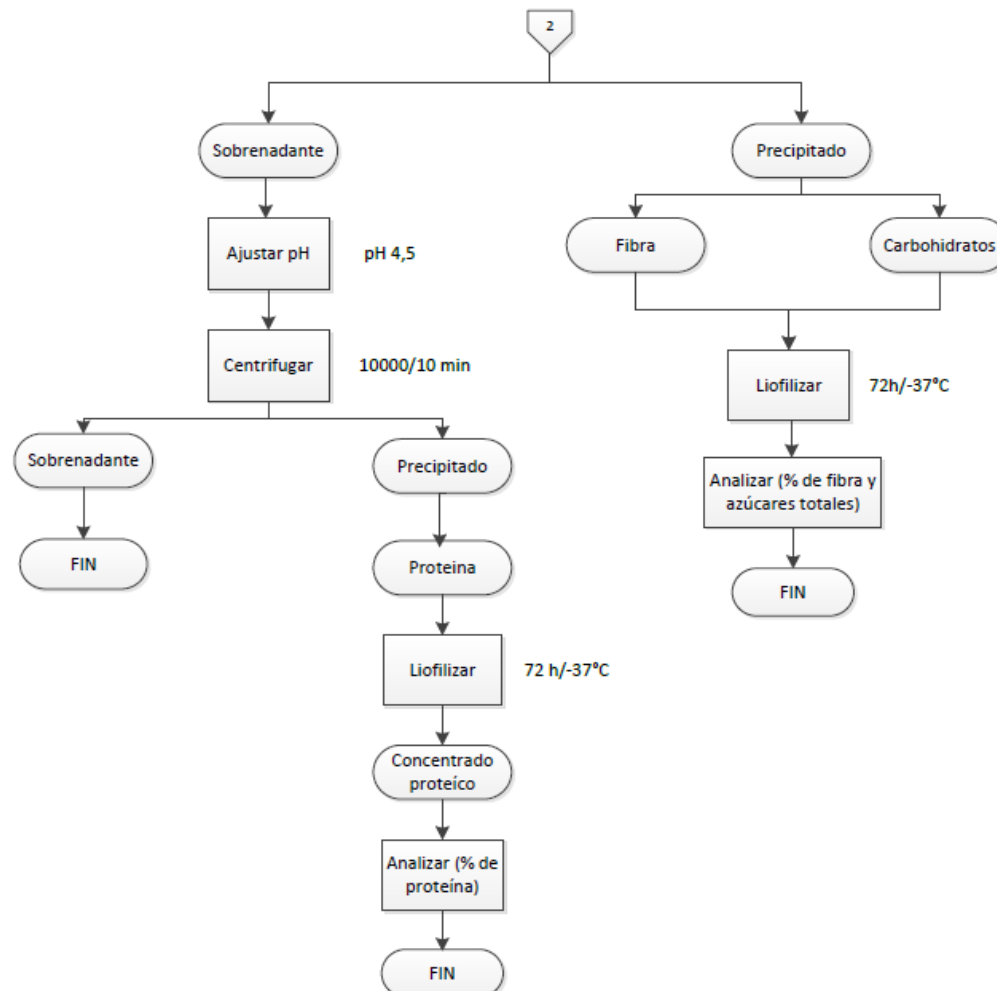 2
Sobrenadante
Precipitado
Ajustar pH
pH 4,5
Fibra
Carbohidratos
Centrifugar
10000/10 min
Liofilizar
72h/-37°C
Sobrenadante
Precipitado
Analizar (% de fibra y
azúcares totales)
FIN
Proteina
FIN
Liofilizar
72 h/-37°C
Concentrado
proteíco
Analizar (% de
proteína)
FIN